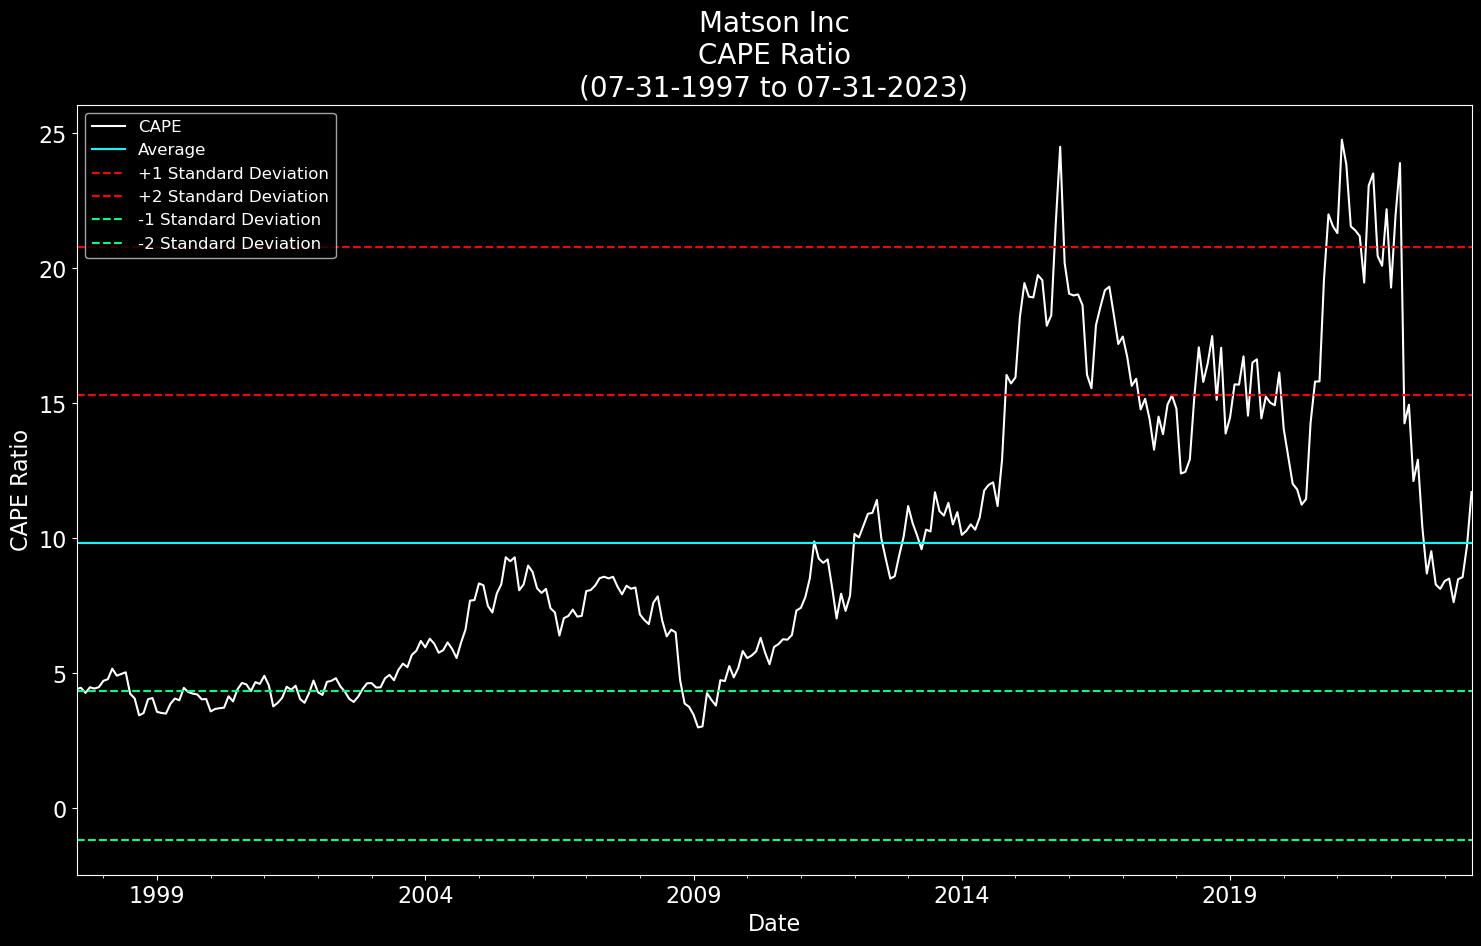 Matson Inc
CAPE Ratio
(07-31-1997 to 07-31-2023)
CAPE
Average
+1 Standard Deviation
+2 Standard Deviation
-1 Standard Deviation
-2 Standard Deviation
25
20
15
10
5
0
CAPE Ratio
1999 2004 2009 2014 2019
Date